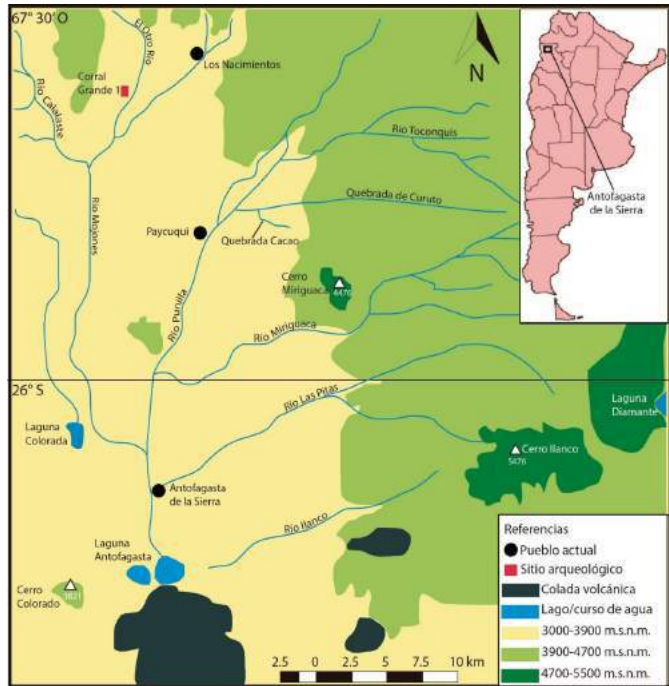 67° 30' O
El Otro Río
Los Nacimientos
Corral
Grande 1
Río Calalaste
N
Río Toconquis
Antofagasta
de la Sierra
Río Mojones
Quebrada de Curuto
Paycuqui
Quebrada Cacao
Cerro
Miriguaca
4476
Río Punilla
Río Miriguaca
26° S
Río Las Pitas
Laguna
Diamante
Laguna
Colorada
Cerro Ilanco
5476
Antofagasta
de la Sierra
Río Ilanco
Laguna
Antofagasta
Cerro
Colorado
Referencias
Pueblo actual
Sitio arqueológico
Colada volcánica
Lago/curso de agua
3000-3900 m.s.n.m.
3900-4700 m.s.n.m.
4700-5500 m.s.n.m.
2.5 0 2.5 5 7.5 10 km